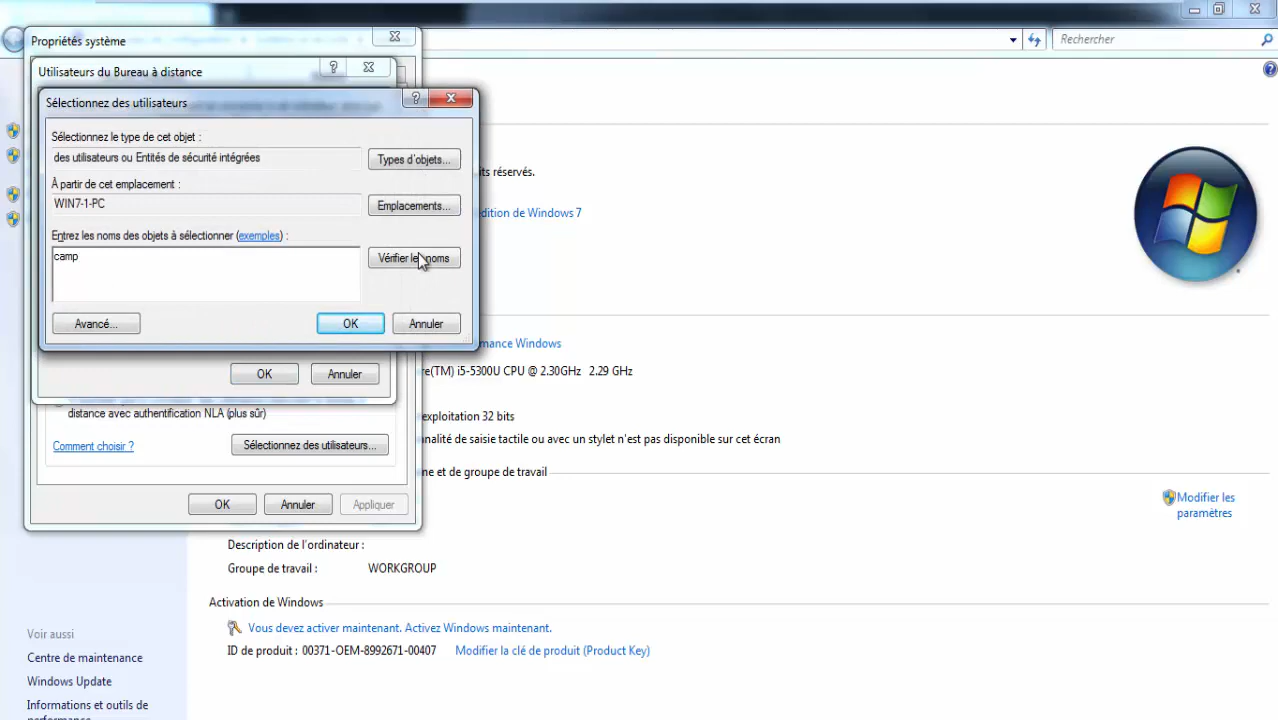 Rechercher
Propriétés système
Utilisateurs du Bureau à distance
Sélectionnez des utilisateurs
Sélectionnez le type de cet objet :
des utilisateurs ou Entités de sécurité intégrées
Types d'objets...
À partir de cet emplacement :
WIN7-1-PC
Emplacements...
Entrez les noms des objets à sélectionner (exemples) :
camp
Vérifier les noms
Avancé...
OK
Annuler
OK
Annuler
distance avec authentification NLA (plus sûr)
Comment choisir ?
Sélectionnez des utilisateurs...
OK
Annuler
Appliquer
its réservés.
édition de Windows 7
mance Windows
re(TM) i5-5300U CPU @ 2.30GHz 2.29 GHz
exploitation 32 bits
nnalité de saisie tactile ou avec un stylet n'est pas disponible sur cet écran
ne et de groupe de travail
Modifier les
paramètres
Description de l'ordinateur :
Groupe de travail : WORKGROUP
Activation de Windows
Vous devez activer maintenant. Activez Windows maintenant.
ID de produit : 00371-OEM-8992671-00407
Modifier la clé de produit (Product Key)
Voir aussi
Centre de maintenance
Windows Update
Informations et outils de
performance